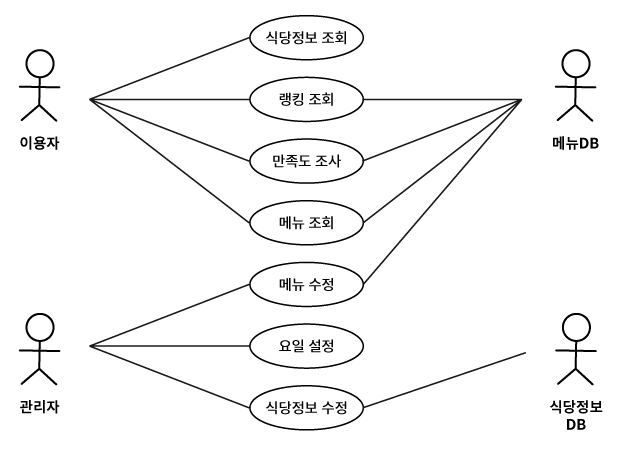 식당정보 조회
랭킹 조회
이용자
메뉴DB
만족도 조사
메뉴 조회
메뉴 수정
요일 설정
관리자
식당정보 수정
식당정보
DB